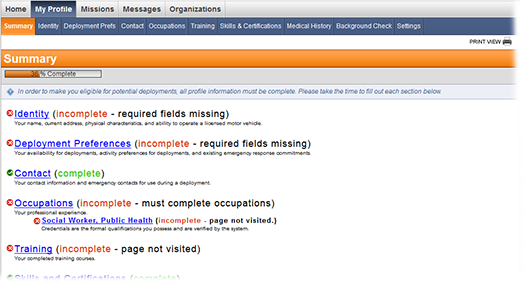 Home My Profile Missions Messages Organizations
Summary Identity Deployment Prefs Contact Occupations Training Skills & Certifications Medical History Background Check Settings
PRINT VIEW
Summary
36% Complete
In order to make you eligible for potential deployments, all profile information must be complete. Please take the time to fill out each section below.
Identity (incomplete - required fields missing)
Your name, current address, physical characteristics, and ability to operate a licensed motor vehicle.
Deployment Preferences (incomplete - required fields missing)
Your availability for deployments, activity preferences for deployments, and existing emergency response commitments.
Contact (complete)
Your contact information and emergency contacts for use during a deployment.
Occupations (incomplete - must complete occupations)
Your professional experience.
Social Worker, Public Health (incomplete - page not visited.)
Credentials are the formal qualifications you possess and are verified by the system.
Training (incomplete - page not visited)
Your completed training courses.
Skills and Certifications (complete)